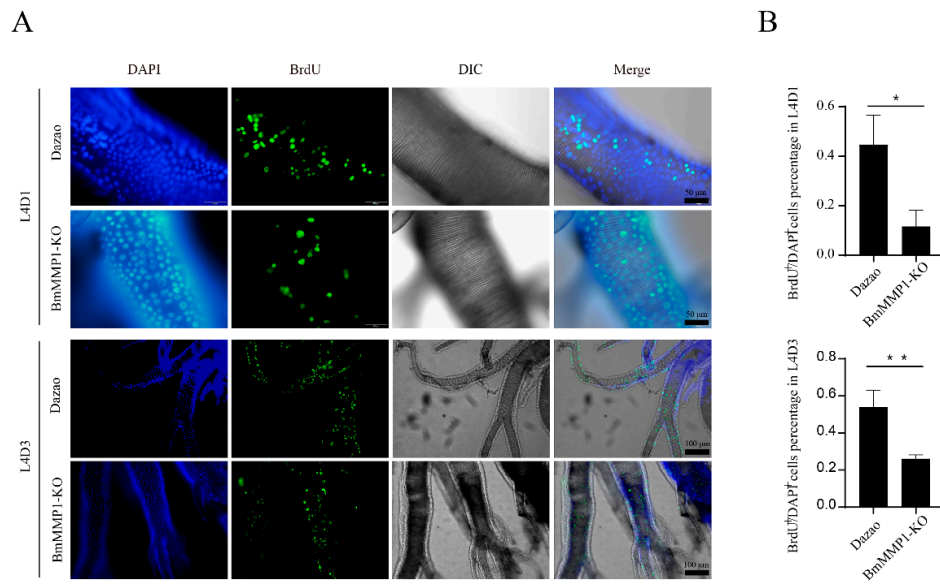 A
B
DAPI
BrdU
DIC
Merge
L4D1
Dazao
50 μm
BmMMP1-KO
50 μm
L4D3
Dazao
100 μm
BmMMP1-KO
100 μm
BrdU†/DAPI† cells percentage in L4D1
0.6
0.4
0.2
0.0
*
Dazao
BmMMP1-KO
BrdU†/DAPI† cells percentage in L4D3
0.8
0.6
0.4
0.2
0.0
**
Dazao
BmMMP1-KO